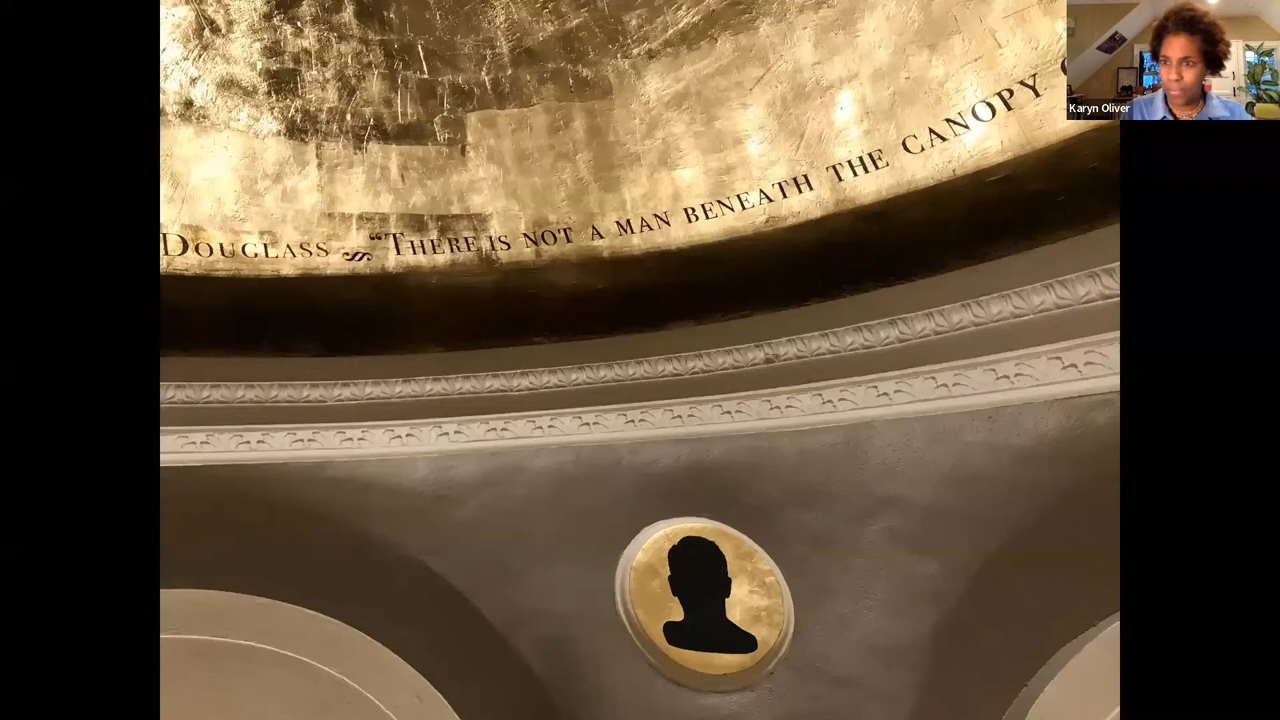 DOUGLASS § “THERE IS NOT A MAN BENEATH THE CANOPY
Karyn Oliver